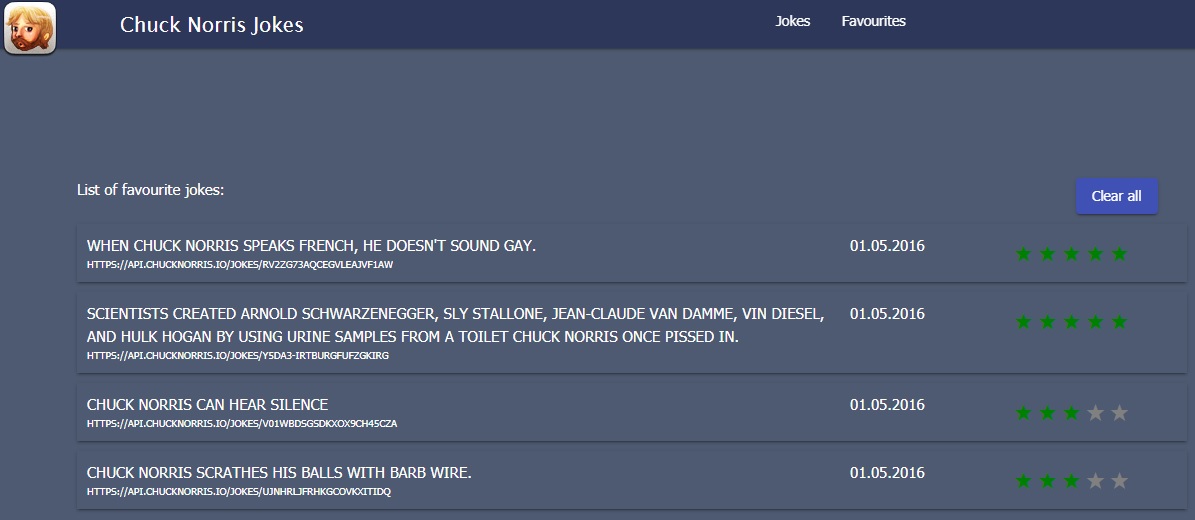 Chuck Norris Jokes
Jokes
Favourites
List of favourite jokes:
Clear all
WHEN CHUCK NORRIS SPEAKS FRENCH, HE DOESN'T SOUND GAY.
01.05.2016
HTTPS://API.CHUCKNORRIS.IO/JOKES/RV2ZG73AQCEGVLEAJVF1AW
SCIENTISTS CREATED ARNOLD SCHWARZENEGGER, SLY STALLONE, JEAN-CLAUDE VAN DAMME, VIN DIESEL,
01.05.2016
AND HULK HOGAN BY USING URINE SAMPLES FROM A TOILET CHUCK NORRIS ONCE PISSED IN.
HTTPS://API.CHUCKNORRIS.IO/JOKES/Y5DA3-IRTBURGFUFZGKIRG
CHUCK NORRIS CAN HEAR SILENCE
01.05.2016
HTTPS://API.CHUCKNORRIS.IO/JOKES/V01WBDSGSDKXOX9CH45CZA
CHUCK NORRIS SCRATHES HIS BALLS WITH BARB WIRE.
01.05.2016
HTTPS://API.CHUCKNORRIS.IO/JOKES/UJNHRLJFRHKGCOVKXITIDQ